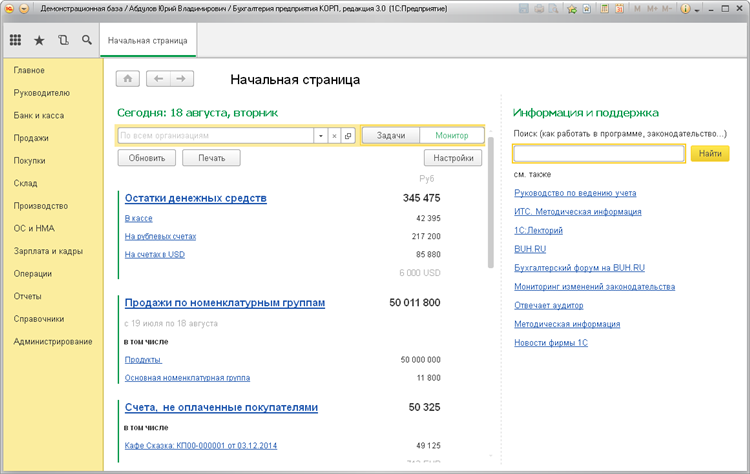 Демонстрационная база / Абдулов Юрий Владимирович / Бухгалтерия предприятия КОРП, редакция 3.0 (1С:Предприятие)
M M+ M-
Начальная страница
Главное
Руководителю
Банк и касса
Продажи
Покупки
Склад
Производство
ОС и НМА
Зарплата и кадры
Операции
Отчеты
Справочники
Администрирование
Начальная страница
Сегодня: 18 августа, вторник
По всем организациям
Задачи Монитор
Обновить Печать Настройки
Руб
Остатки денежных средств 345 475
В кассе 42 395
На рублевых счетах 217 200
На счетах в USD 85 880
6 000 USD
Продажи по номенклатурным группам 50 011 800
с 19 июля по 18 августа
в том числе
Продукты 50 000 000
Основная номенклатурная группа 11 800
Счета, не оплаченные покупателями 50 325
в том числе
Кафе Сказка: КП00-000001 от 03.12.2014 49 125
Информация и поддержка
Поиск (как работать в программе, законодательство...)
Найти
см. также
Руководство по ведению учета
ИТС. Методическая информация
1С:Лекторий
BUH.RU
Бухгалтерский форум на BUH.RU
Мониторинг изменений законодательства
Отвечает аудитор
Методическая информация
Новости фирмы 1С